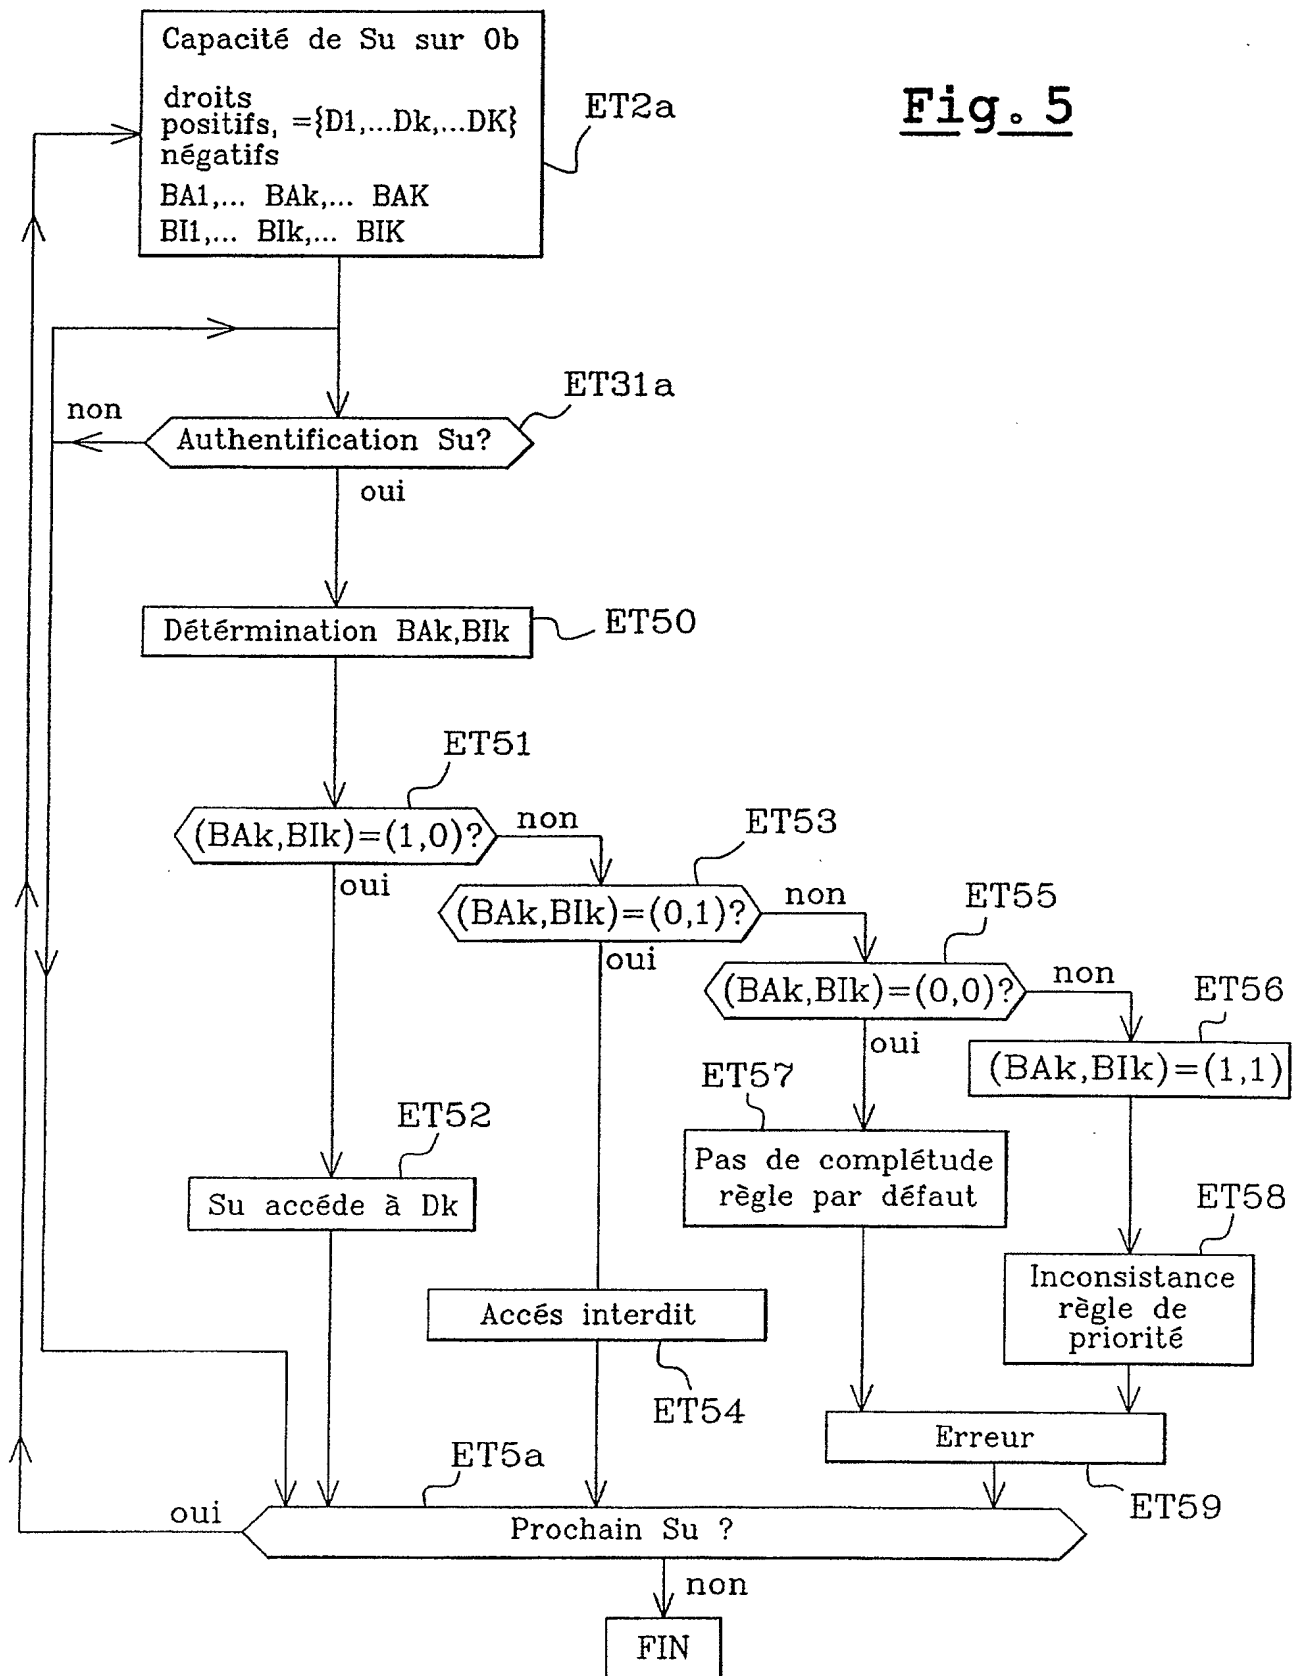 Fig. 5
Capacité de Su sur Ob
droits
positifs, ={D1,...Dk,...DK}
négatifs
BA1,... BAk,... BAK
BI1,... BIk,... BIK
ET2a
ET31a
non
Authentification Su?
oui
Détérmination BAk,BIk
ET50
ET51
(BAk,BIk)=(1,0)?
non
oui
ET53
(BAk,BIk)=(0,1)?
non
oui
ET55
(BAk,BIk)=(0,0)?
non
oui
ET56
(BAk,BIk)=(1,1)
ET57
Pas de complétude
règle par défaut
ET52
Su accéde à Dk
ET58
Inconsistance
règle de
priorité
Accés interdit
ET54
Erreur
ET59
ET5a
oui
Prochain Su ?
non
FIN